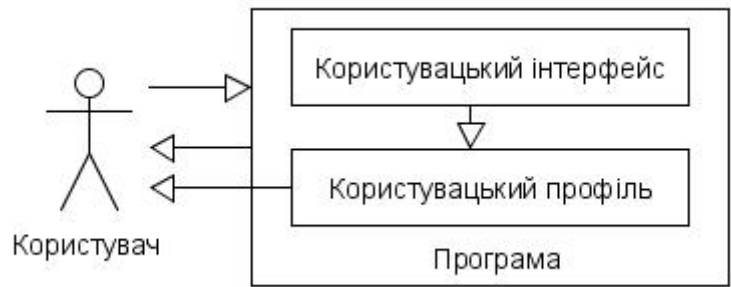 Користувацький інтерфейс
Користувацький профіль
Користувач
Програма